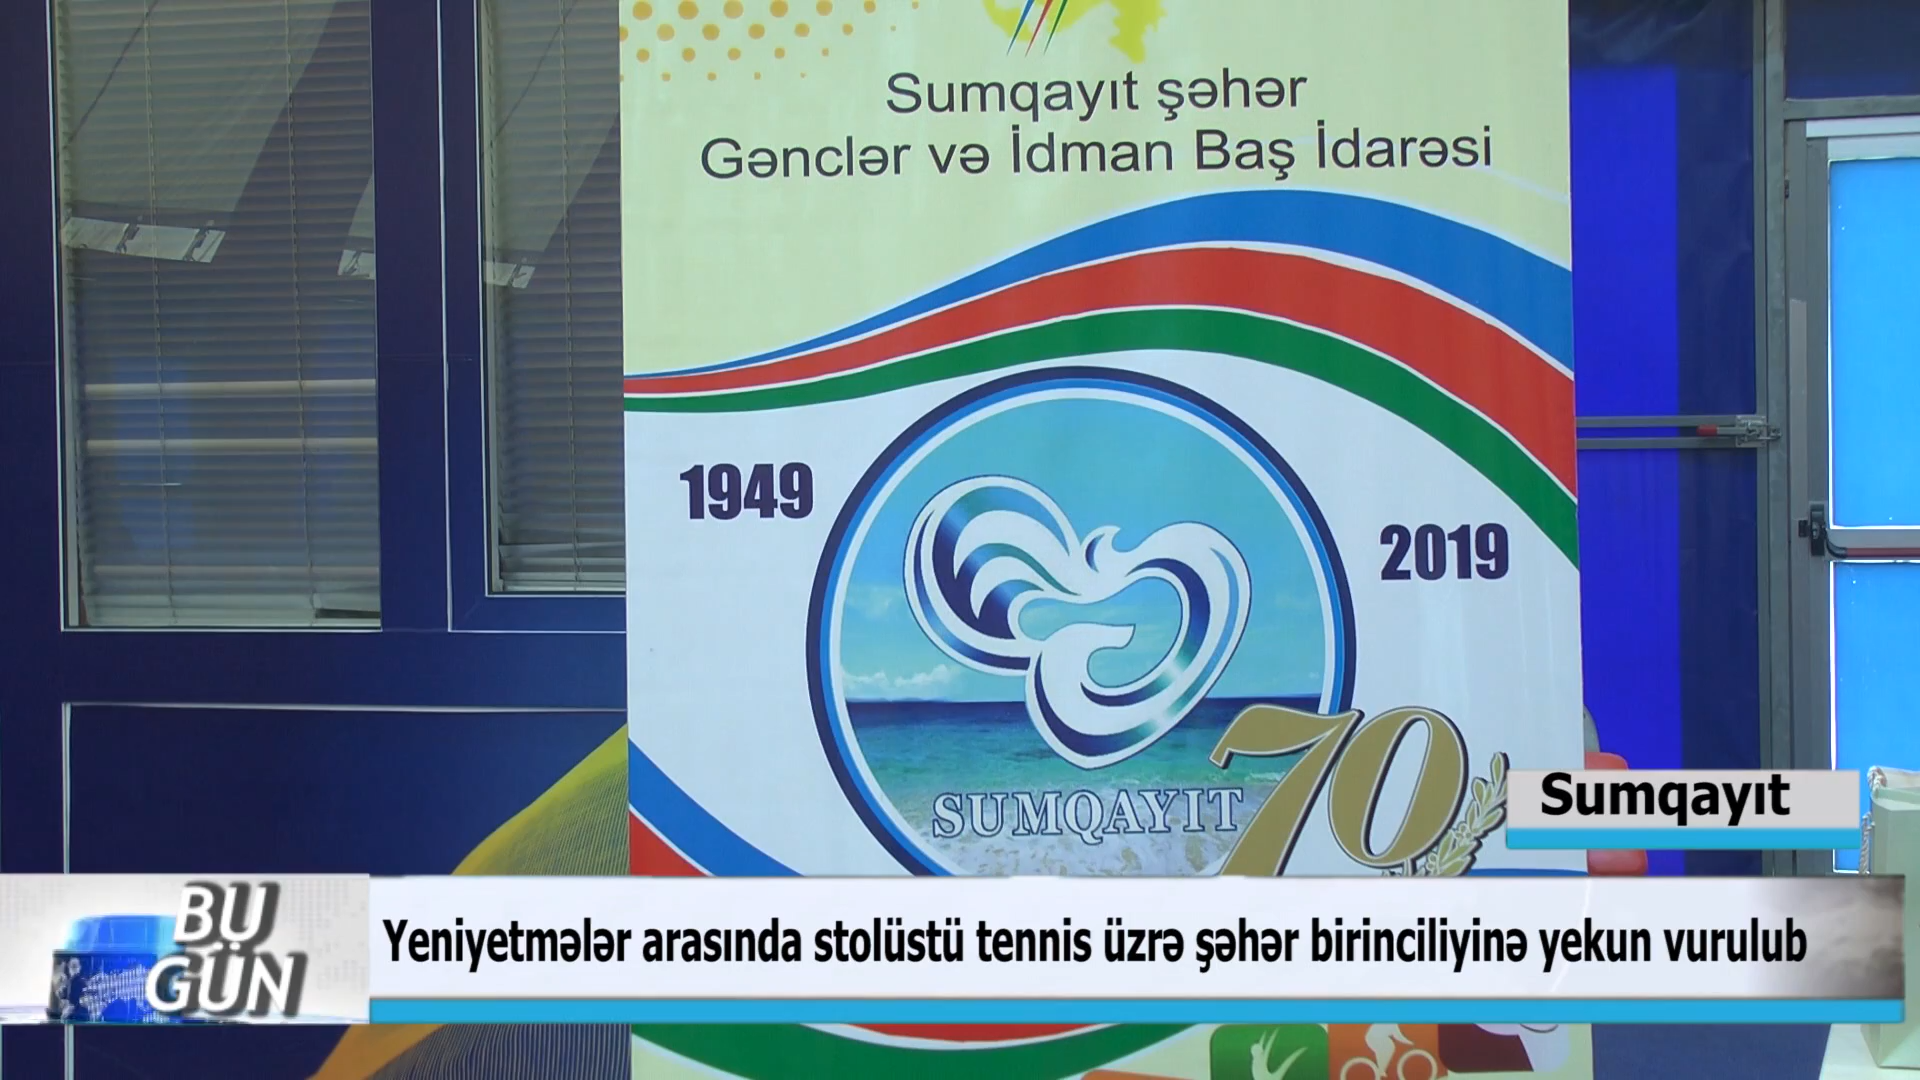 Sumqayıt şəhər
Gənclər və İdman Baş İdarəsi
1949
2019
SUMQAYIT
70
Sumqayıt
BU
GÜN
Yeniyetmələr arasında stolüstü tennis üzrə şəhər birinciliyinə yekun vurulub